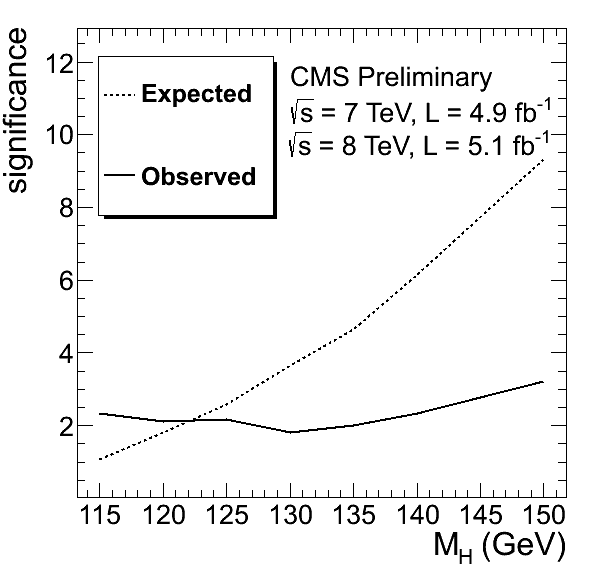 significance
12
10
8
6
4
2
Expected
Observed
CMS Preliminary
√s = 7 TeV, L = 4.9 fb⁻¹
√s = 8 TeV, L = 5.1 fb⁻¹
115 120 125 130 135 140 145 150
M_H (GeV)